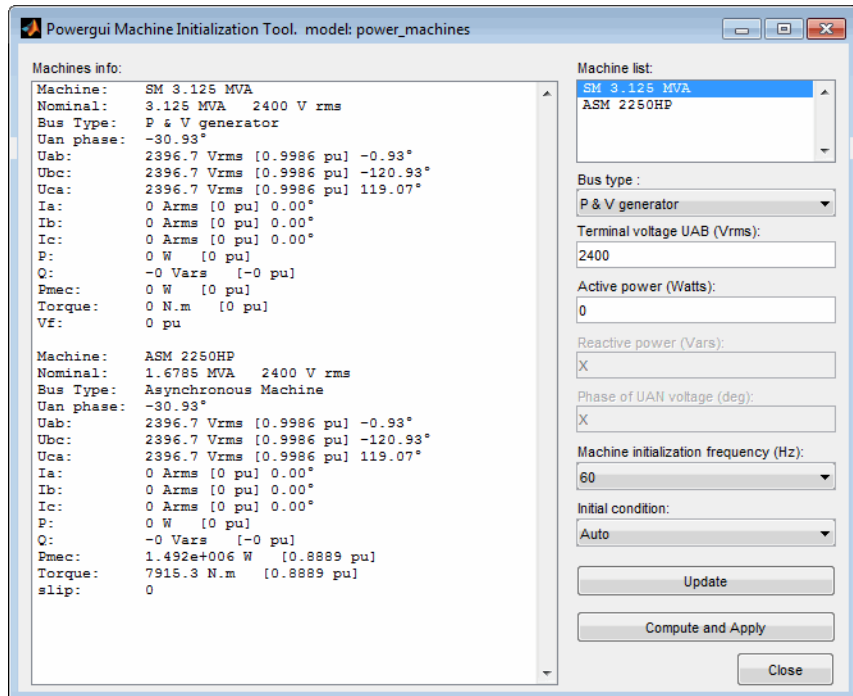 Powergui Machine Initialization Tool. model: power_machines
Machines info:
Machine: SM 3.125 MVA
Nominal: 3.125 MVA 2400 V rms
Bus Type: P & V generator
Uan phase: -30.93°
Uab: 2396.7 Vrms [0.9986 pu] -0.93°
Ubc: 2396.7 Vrms [0.9986 pu] -120.93°
Uca: 2396.7 Vrms [0.9986 pu] 119.07°
Ia: 0 Arms [0 pu] 0.00°
Ib: 0 Arms [0 pu] 0.00°
Ic: 0 Arms [0 pu] 0.00°
P: 0 W [0 pu]
Q: -0 Vars [-0 pu]
Pmec: 0 W [0 pu]
Torque: 0 N.m [0 pu]
Vf: 0 pu
Machine: ASM 2250HP
Nominal: 1.6785 MVA 2400 V rms
Bus Type: Asynchronous Machine
Uan phase: -30.93°
Uab: 2396.7 Vrms [0.9986 pu] -0.93°
Ubc: 2396.7 Vrms [0.9986 pu] -120.93°
Uca: 2396.7 Vrms [0.9986 pu] 119.07°
Ia: 0 Arms [0 pu] 0.00°
Ib: 0 Arms [0 pu] 0.00°
Ic: 0 Arms [0 pu] 0.00°
P: 0 W [0 pu]
Q: -0 Vars [-0 pu]
Pmec: 1.492e+006 W [0.8889 pu]
Torque: 7915.3 N.m [0.8889 pu]
slip: 0
Machine list:
SM 3.125 MVA
ASM 2250HP
Bus type :
P & V generator
Terminal voltage UAB (Vrms):
2400
Active power (Watts):
0
Reactive power (Vars):
X
Phase of UAN voltage (deg):
X
Machine initialization frequency (Hz):
60
Initial condition:
Auto
Update
Compute and Apply
Close